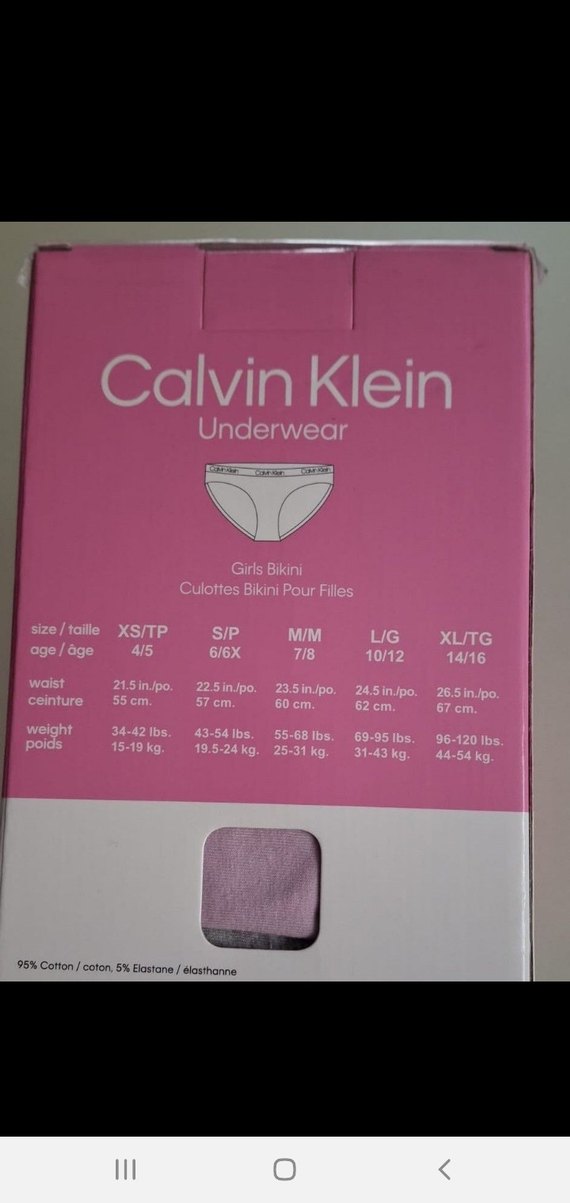 Calvin Klein
Underwear
Calvin Klein Calvin Klein Calvin Klein
Girls Bikini
Culottes Bikini Pour Filles
size / taille XS/TP S/P M/M L/G XL/TG
age / âge 4/5 6/6X 7/8 10/12 14/16
waist 21.5 in./po. 22.5 in./po. 23.5 in./po. 24.5 in./po. 26.5 in./po.
ceinture 55 cm. 57 cm. 60 cm. 62 cm. 67 cm.
weight 34-42 lbs. 43-54 lbs. 55-68 lbs. 69-95 lbs. 96-120 lbs.
poids 15-19 kg. 19.5-24 kg. 25-31 kg. 31-43 kg. 44-54 kg.
95% Cotton / coton, 5% Elastane / élasthanne